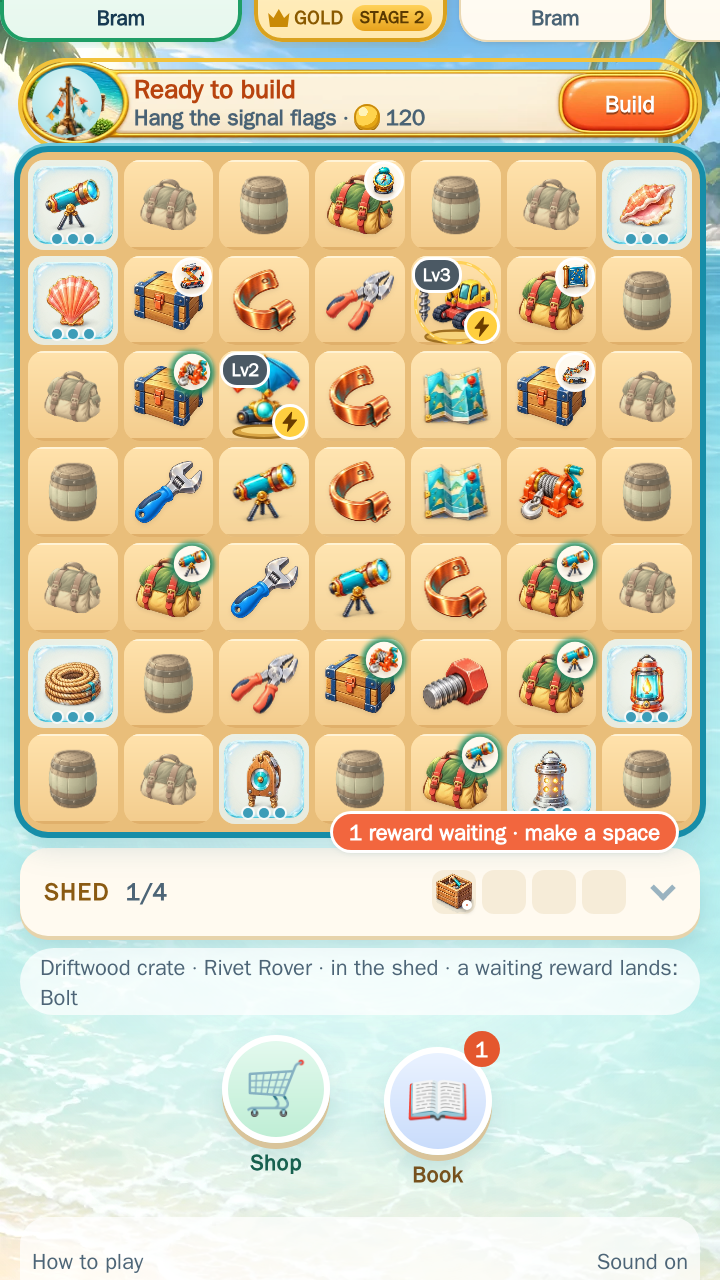 Bram
GOLD STAGE 2
Bram
Ready to build
Hang the signal flags · 120
Build
Lv3
Lv2
1 reward waiting · make a space
SHED 1/4
Driftwood crate · Rivet Rover · in the shed · a waiting reward lands:
Bolt
1
Shop
Book
How to play
Sound on